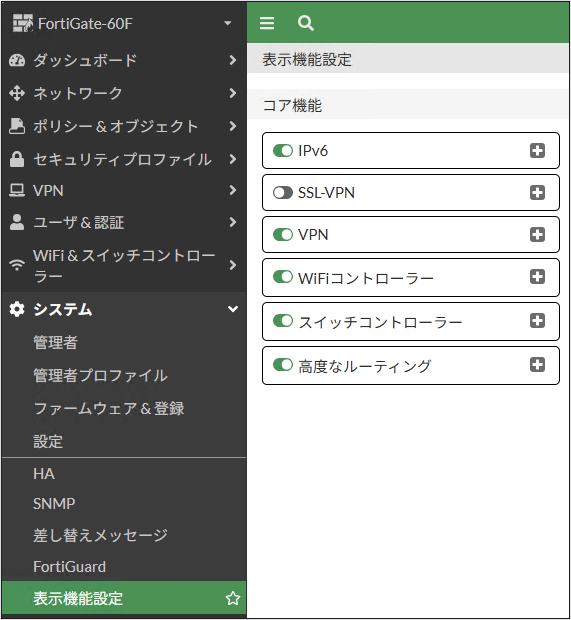 FortiGate-60F
ダッシュボード
ネットワーク
ポリシー & オブジェクト
セキュリティプロファイル
VPN
ユーザ & 認証
WiFi & スイッチコントロー
ラー
システム
管理者
管理者プロファイル
ファームウェア & 登録
設定
HA
SNMP
差し替えメッセージ
FortiGuard
表示機能設定
表示機能設定
コア機能
IPv6
SSL-VPN
VPN
WiFiコントローラー
スイッチコントローラー
高度なルーティング